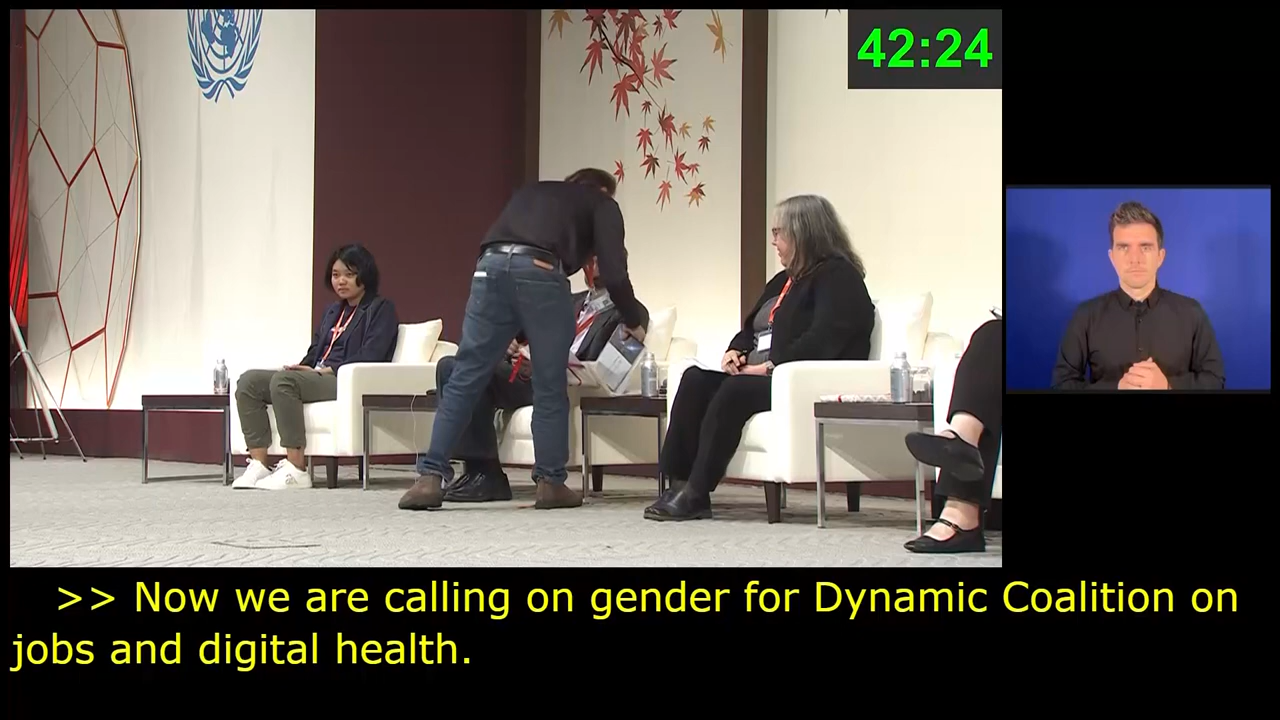 42:24
>> Now we are calling on gender for Dynamic Coalition on
jobs and digital health.